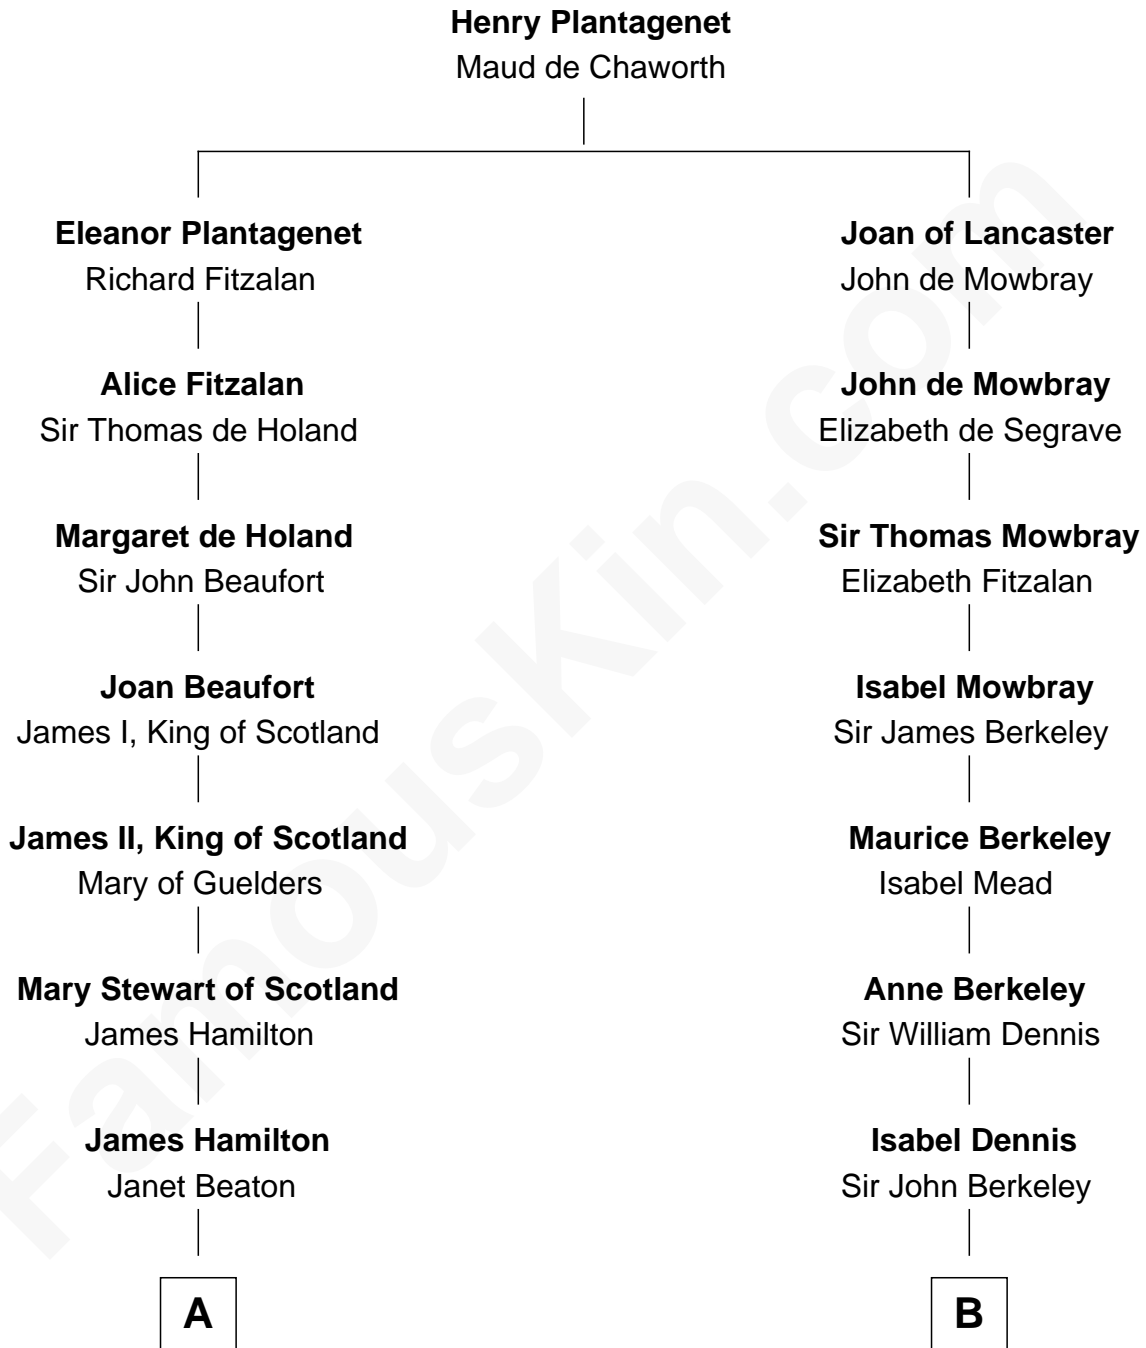 Henry Plantagenet
Maud de Chaworth
Eleanor Plantagenet
Richard Fitzalan
Alice Fitzalan
Sir Thomas de Holand
Margaret de Holand
Sir John Beaufort
Joan Beaufort
James I, King of Scotland
James II, King of Scotland
Mary of Guelders
Mary Stewart of Scotland
James Hamilton
James Hamilton
Janet Beaton
A
Joan of Lancaster
John de Mowbray
John de Mowbray
Elizabeth de Segrave
Sir Thomas Mowbray
Elizabeth Fitzalan
Isabel Mowbray
Sir James Berkeley
Maurice Berkeley
Isabel Mead
Anne Berkeley
Sir William Dennis
Isabel Dennis
Sir John Berkeley
B
FamousKin.com